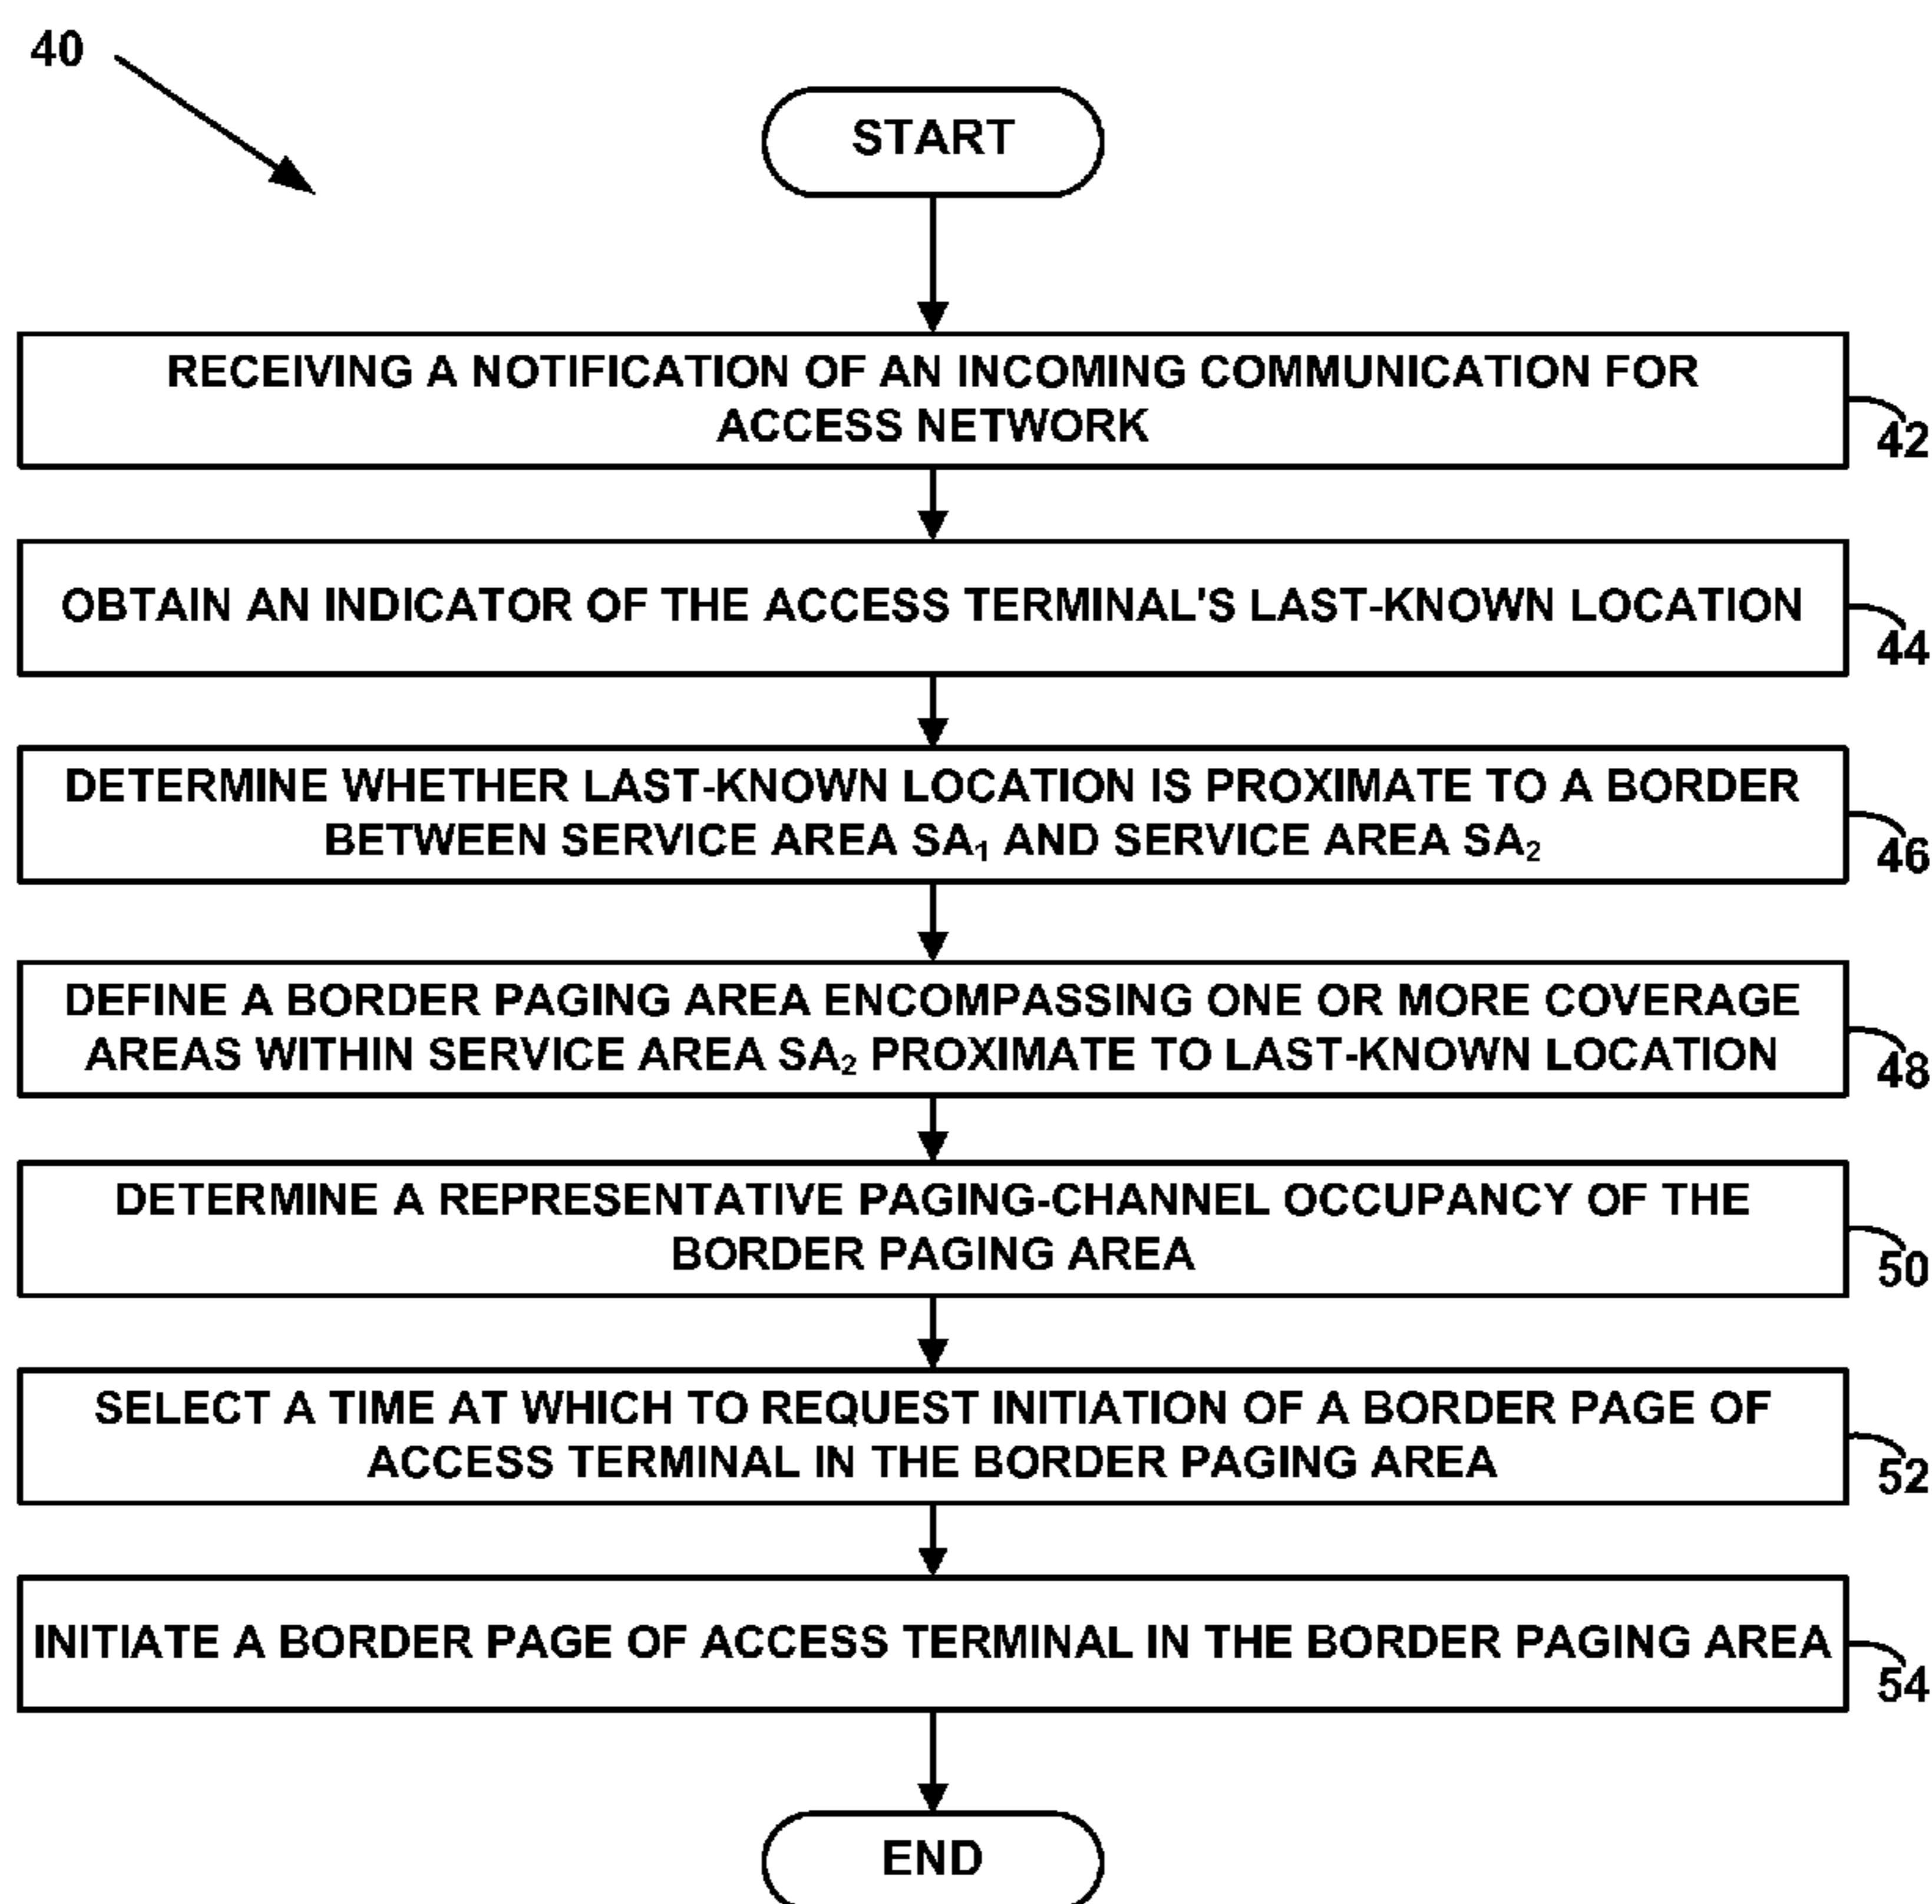 40
START
RECEIVING A NOTIFICATION OF AN INCOMING COMMUNICATION FOR
ACCESS NETWORK
42
OBTAIN AN INDICATOR OF THE ACCESS TERMINAL'S LAST-KNOWN LOCATION
44
DETERMINE WHETHER LAST-KNOWN LOCATION IS PROXIMATE TO A BORDER
BETWEEN SERVICE AREA SA₁ AND SERVICE AREA SA₂
46
DEFINE A BORDER PAGING AREA ENCOMPASSING ONE OR MORE COVERAGE
AREAS WITHIN SERVICE AREA SA₂ PROXIMATE TO LAST-KNOWN LOCATION
48
DETERMINE A REPRESENTATIVE PAGING-CHANNEL OCCUPANCY OF THE
BORDER PAGING AREA
50
SELECT A TIME AT WHICH TO REQUEST INITIATION OF A BORDER PAGE OF
ACCESS TERMINAL IN THE BORDER PAGING AREA
52
INITIATE A BORDER PAGE OF ACCESS TERMINAL IN THE BORDER PAGING AREA
54
END